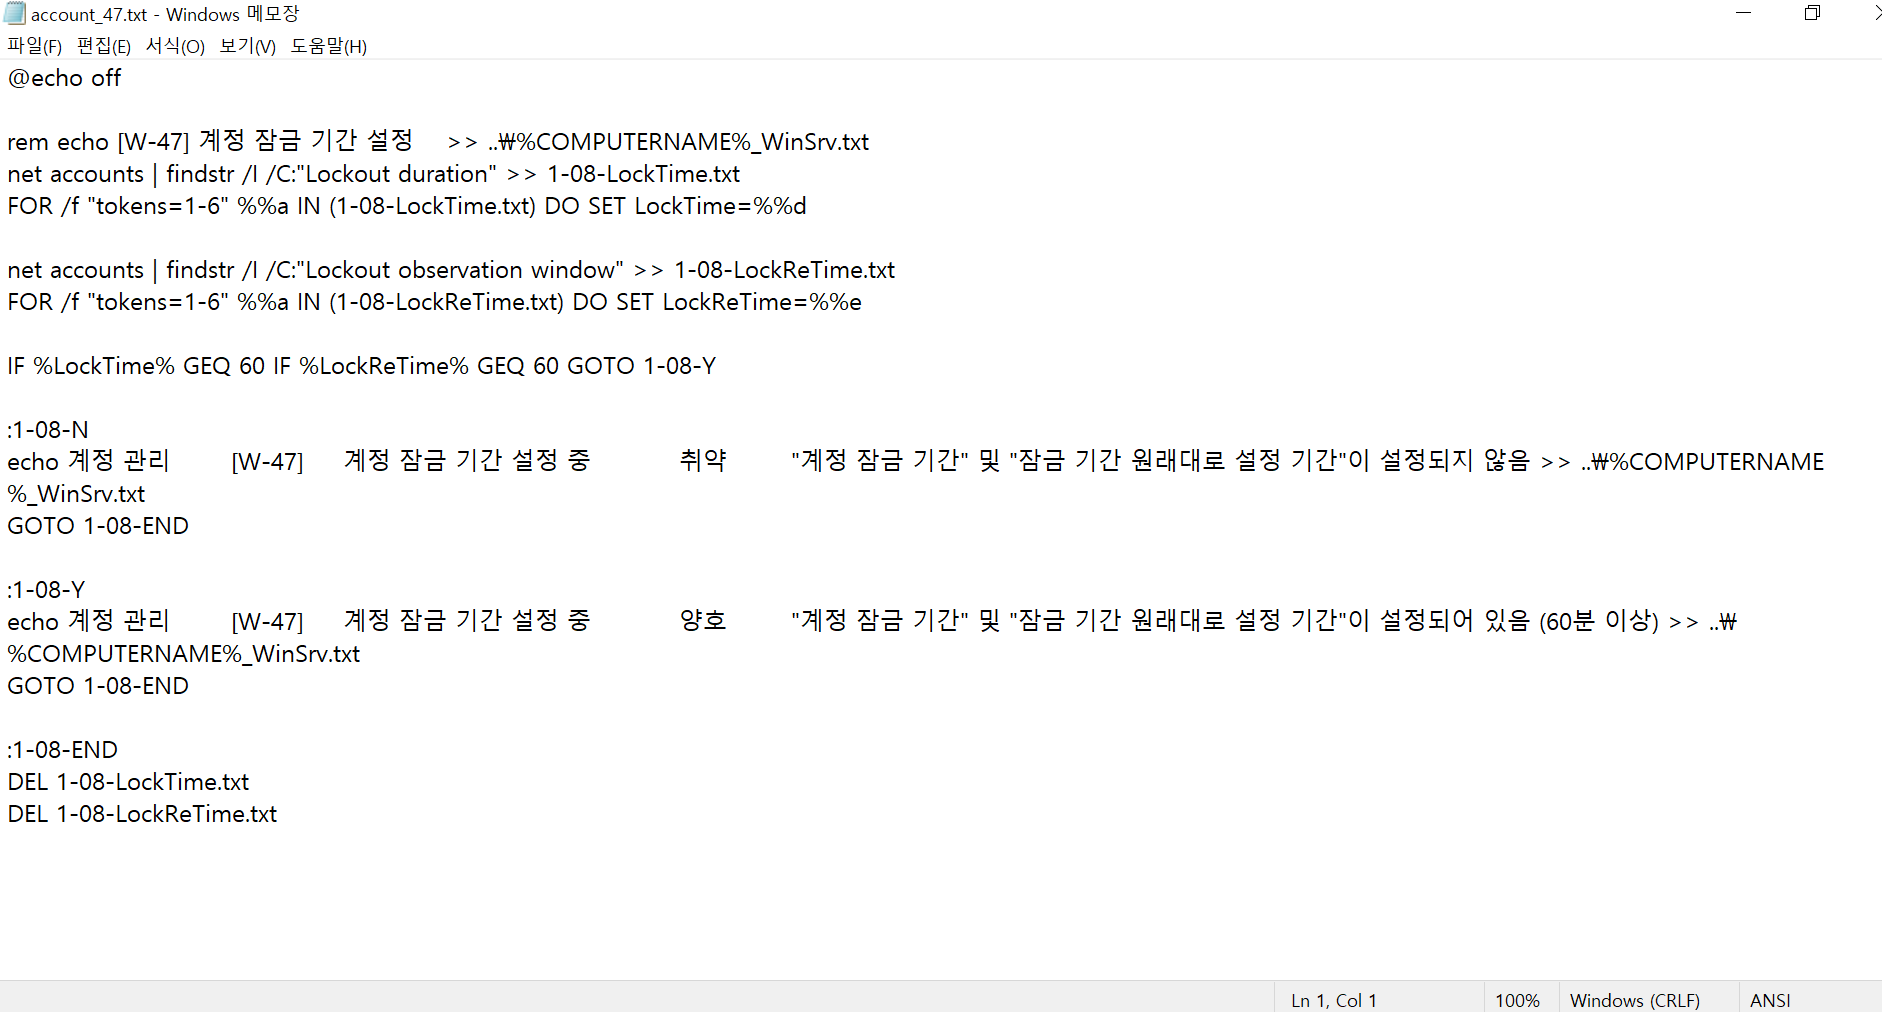 account_47.txt - Windows 메모장
파일(F) 편집(E) 서식(O) 보기(V) 도움말(H)
@echo off
rem echo [W-47] 계정 잠금 기간 설정 >> ..₩%COMPUTERNAME%_WinSrv.txt
net accounts | findstr /I /C:"Lockout duration" >> 1-08-LockTime.txt
FOR /f "tokens=1-6" %%a IN (1-08-LockTime.txt) DO SET LockTime=%%d
net accounts | findstr /I /C:"Lockout observation window" >> 1-08-LockReTime.txt
FOR /f "tokens=1-6" %%a IN (1-08-LockReTime.txt) DO SET LockReTime=%%e
IF %LockTime% GEQ 60 IF %LockReTime% GEQ 60 GOTO 1-08-Y
:1-08-N
echo 계정 관리 [W-47] 계정 잠금 기간 설정 중 취약 "계정 잠금 기간" 및 "잠금 기간 원래대로 설정 기간"이 설정되지 않음 >> ..₩%COMPUTERNAME
%_WinSrv.txt
GOTO 1-08-END
:1-08-Y
echo 계정 관리 [W-47] 계정 잠금 기간 설정 중 양호 "계정 잠금 기간" 및 "잠금 기간 원래대로 설정 기간"이 설정되어 있음 (60분 이상) >> ..₩
%COMPUTERNAME%_WinSrv.txt
GOTO 1-08-END
:1-08-END
DEL 1-08-LockTime.txt
DEL 1-08-LockReTime.txt
Ln 1, Col 1 100% Windows (CRLF) ANSI